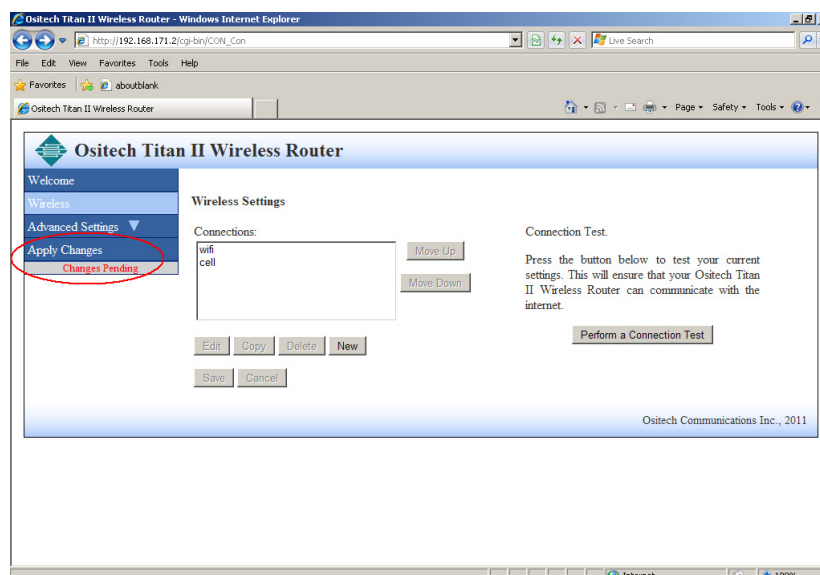 Ositech Titan II Wireless Router - Windows Internet Explorer
http://192.168.171.2/cgi-bin/CON_Con
Live Search
File Edit View Favorites Tools Help
Favorites aboutblank
Ositech Titan II Wireless Router
Page Safety Tools
Ositech Titan II Wireless Router
Welcome
Wireless
Advanced Settings
Apply Changes
Changes Pending
Wireless Settings
Connections:
wifi
cell
Move Up
Move Down
Edit Copy Delete New
Save Cancel
Connection Test.
Press the button below to test your current
settings. This will ensure that your Ositech Titan
II Wireless Router can communicate with the
internet.
Perform a Connection Test
Ositech Communications Inc., 2011